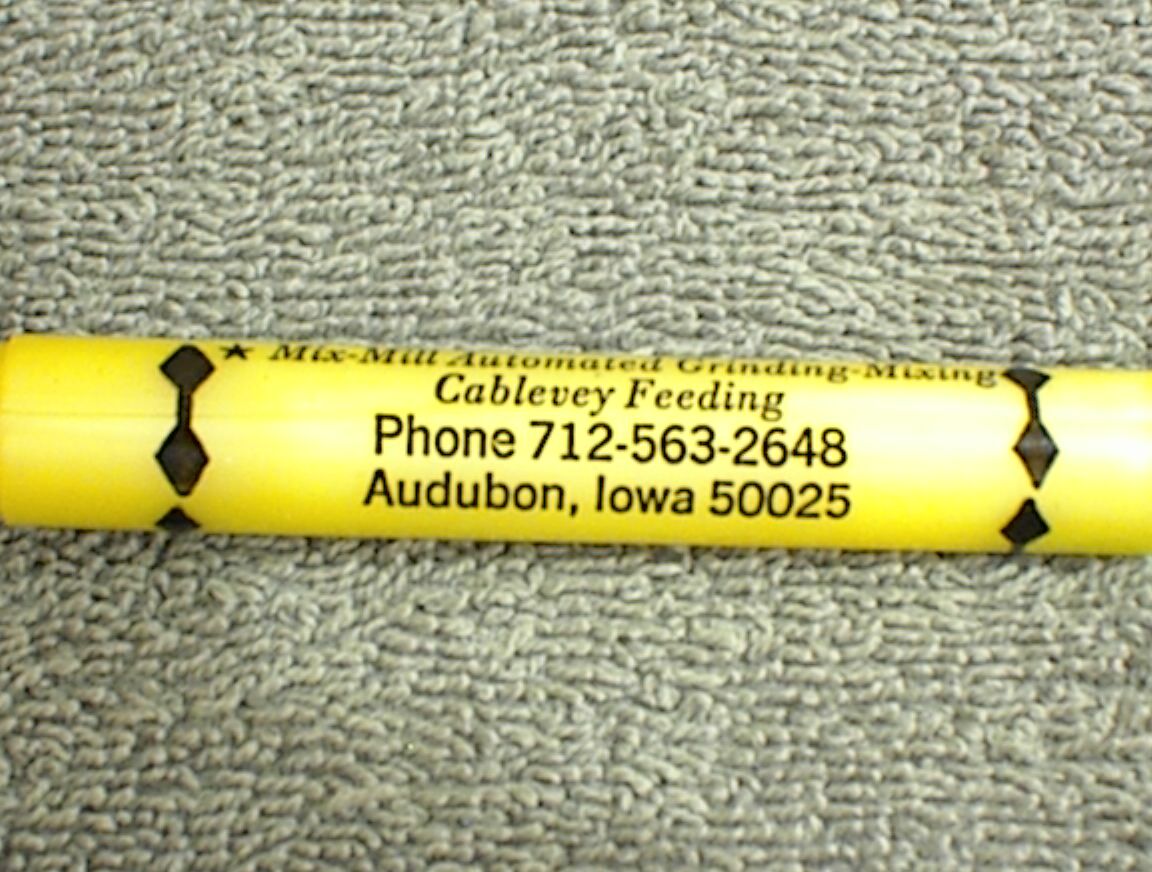 ★ Mix-Mill Automated Grinding-Mixing
Cablevey Feeding
Phone 712-563-2648
Audubon, Iowa 50025